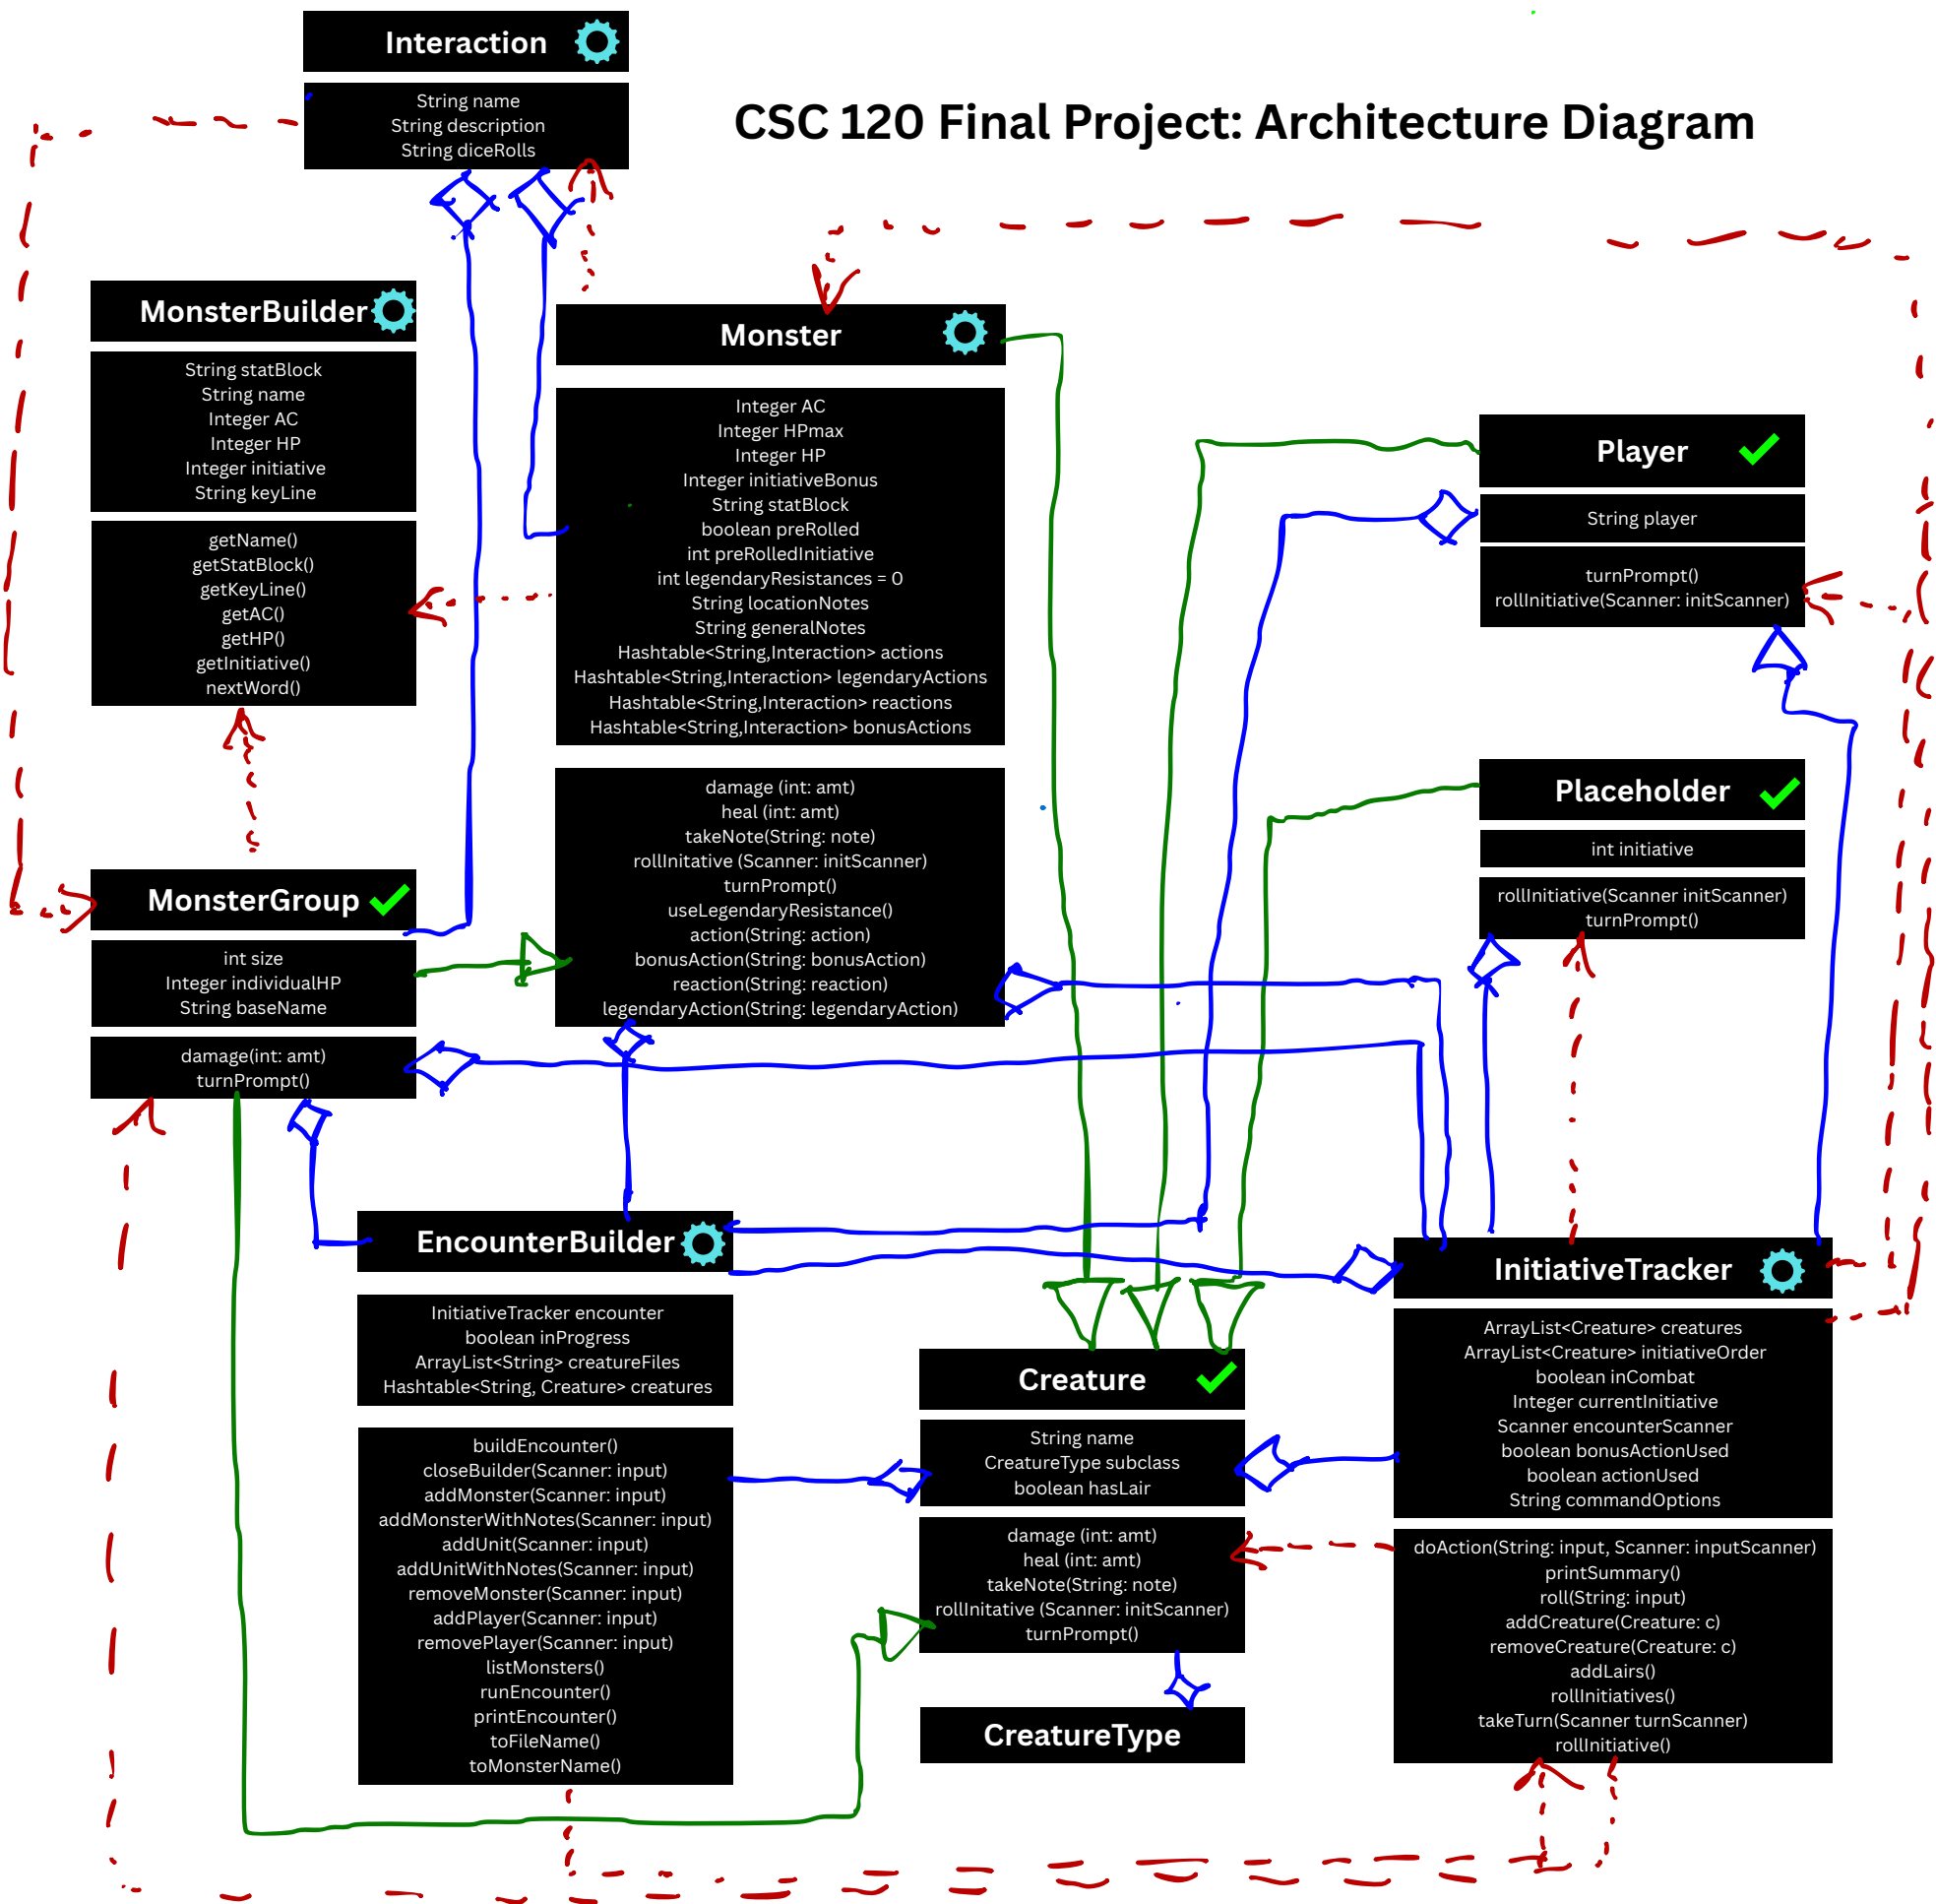 Interaction
String name
String description
String diceRolls
CSC 120 Final Project: Architecture Diagram
MonsterBuilder
String statBlock
String name
Integer AC
Integer HP
Integer initiative
String keyLine
getName()
getStatBlock()
getKeyLine()
getAC()
getHP()
getInitiative()
nextWord()
Monster
Integer AC
Integer HPmax
Integer HP
Integer initiativeBonus
String statBlock
boolean preRolled
int preRolledInitiative
int legendaryResistances = 0
String locationNotes
String generalNotes
Hashtable<String,Interaction> actions
Hashtable<String,Interaction> legendaryActions
Hashtable<String,Interaction> reactions
Hashtable<String,Interaction> bonusActions
damage (int: amt)
heal (int: amt)
takeNote(String: note)
rollInitative (Scanner: initScanner)
turnPrompt()
useLegendaryResistance()
action(String: action)
bonusAction(String: bonusAction)
reaction(String: reaction)
legendaryAction(String: legendaryAction)
Player
String player
turnPrompt()
rollInitiative(Scanner: initScanner)
Placeholder
int initiative
rollInitiative(Scanner initScanner)
turnPrompt()
MonsterGroup
int size
Integer individualHP
String baseName
damage(int: amt)
turnPrompt()
EncounterBuilder
InitiativeTracker encounter
boolean inProgress
ArrayList<String> creatureFiles
Hashtable<String, Creature> creatures
buildEncounter()
closeBuilder(Scanner: input)
addMonster(Scanner: input)
addMonsterWithNotes(Scanner: input)
addUnit(Scanner: input)
addUnitWithNotes(Scanner: input)
removeMonster(Scanner: input)
addPlayer(Scanner: input)
removePlayer(Scanner: input)
listMonsters()
runEncounter()
printEncounter()
toFileName()
toMonsterName()
Creature
String name
CreatureType subclass
boolean hasLair
damage (int: amt)
heal (int: amt)
takeNote(String: note)
rollInitative (Scanner: initScanner)
turnPrompt()
CreatureType
InitiativeTracker
ArrayList<Creature> creatures
ArrayList<Creature> initiativeOrder
boolean inCombat
Integer currentInitiative
Scanner encounterScanner
boolean bonusActionUsed
boolean actionUsed
String commandOptions
doAction(String: input, Scanner: inputScanner)
printSummary()
roll(String: input)
addCreature(Creature: c)
removeCreature(Creature: c)
addLairs()
rollInitiatives()
takeTurn(Scanner turnScanner)
rollInitiative()